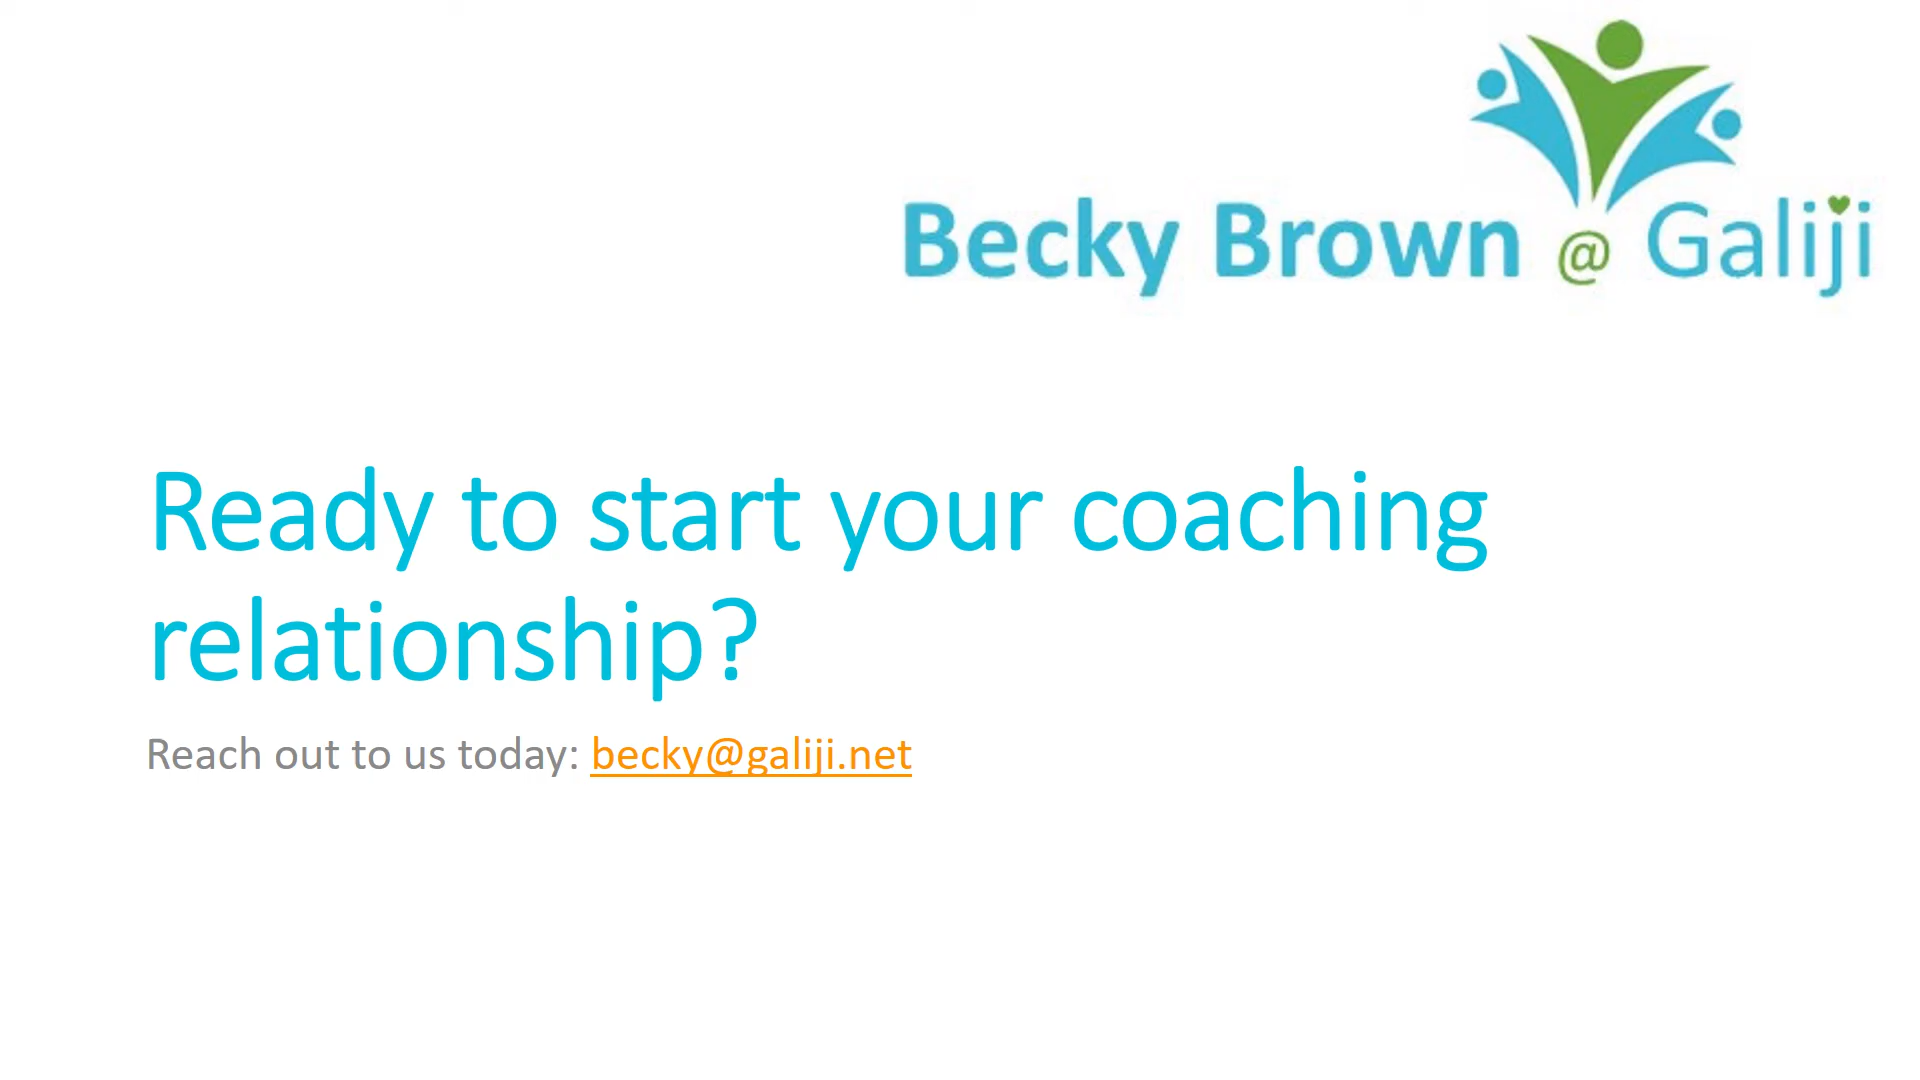 Becky Brown @ Galiji
Ready to start your coaching
relationship?
Reach out to us today: becky@galiji.net